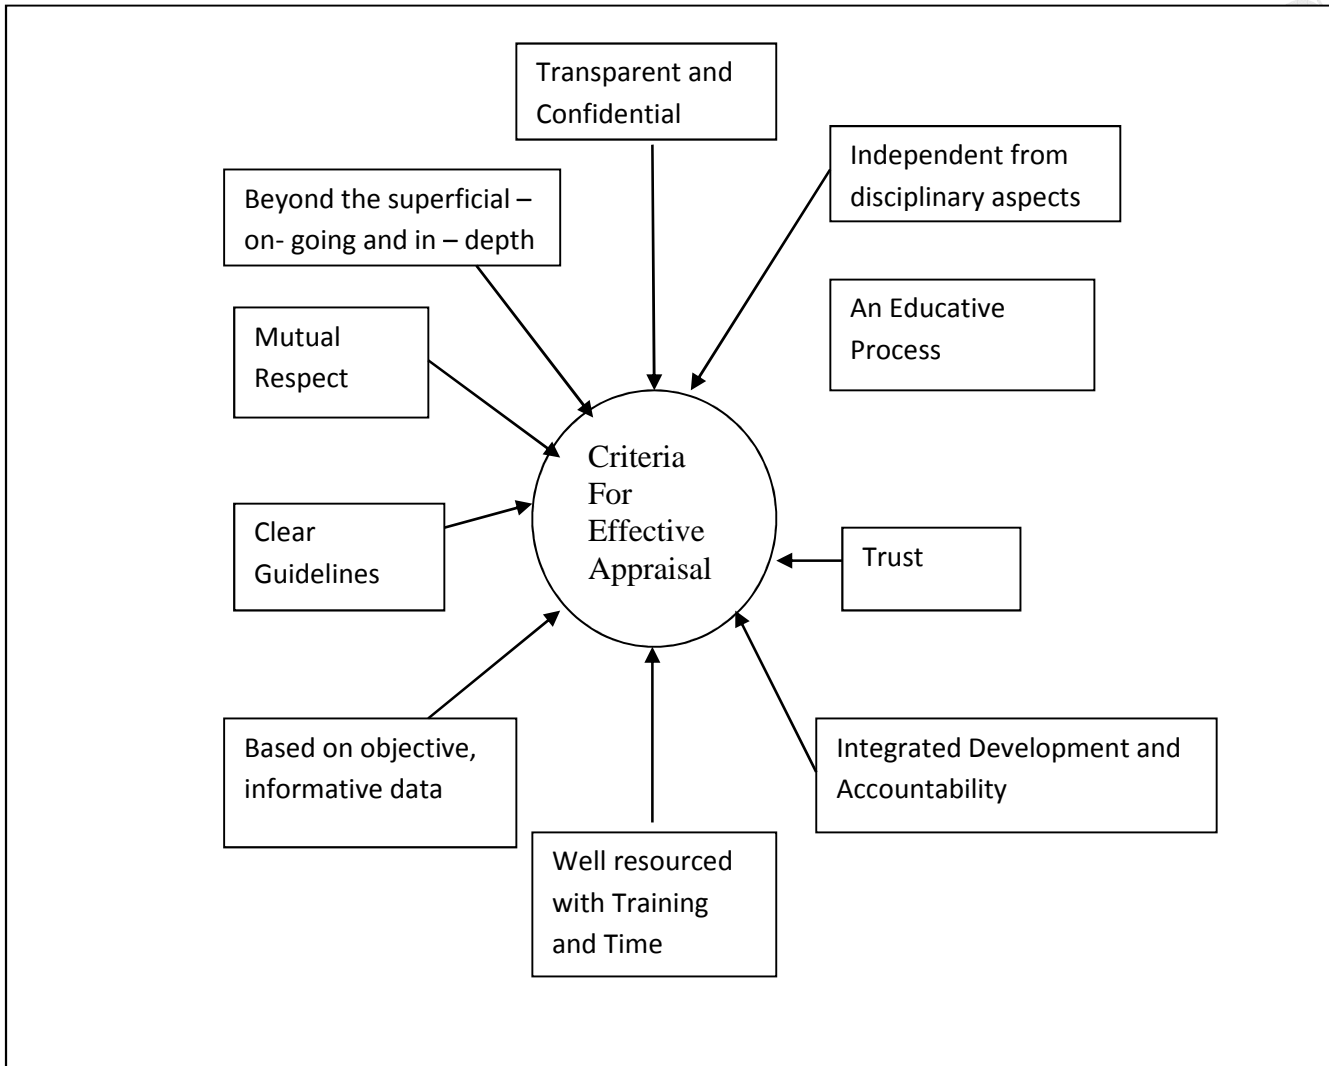 Transparent and
Confidential
Independent from
disciplinary aspects
Beyond the superficial –
on- going and in – depth
An Educative
Process
Mutual
Respect
Criteria
For
Effective
Appraisal
Clear
Guidelines
Trust
Based on objective,
informative data
Integrated Development and
Accountability
Well resourced
with Training
and Time